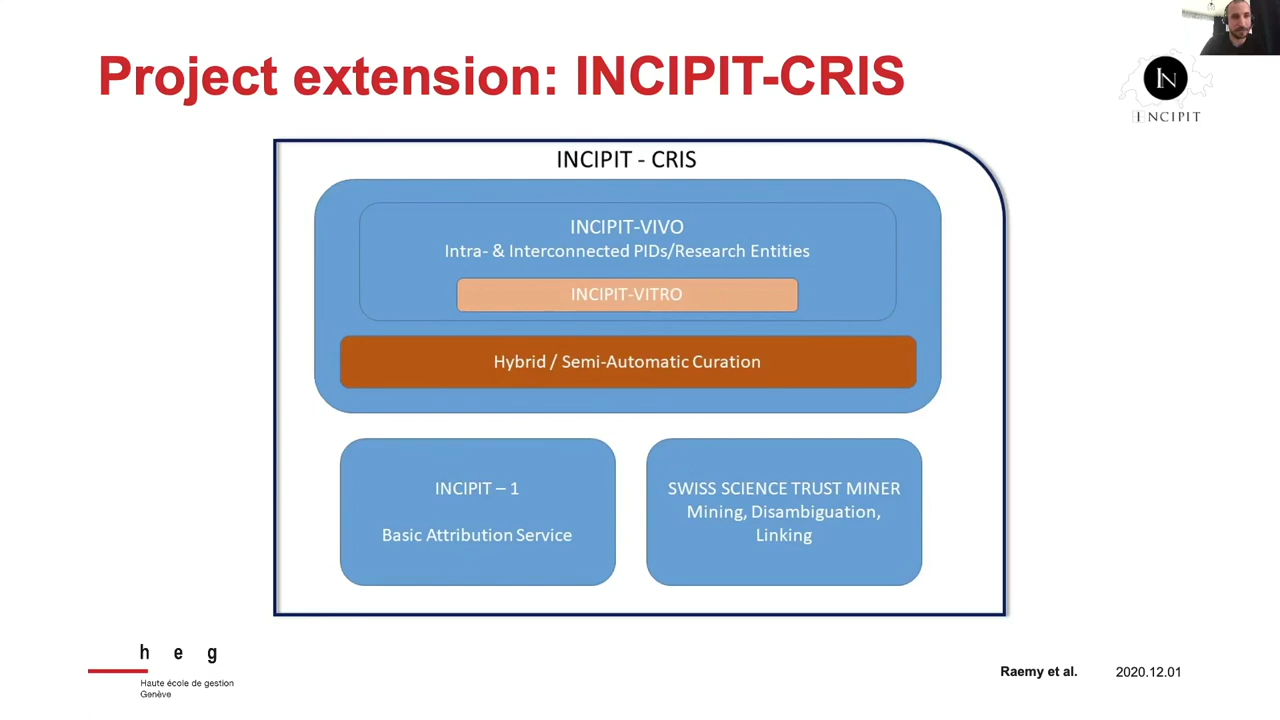 Project extension: INCIPIT-CRIS
IN
INCIPIT
INCIPIT - CRIS
INCIPIT-VIVO
Intra- & Interconnected PIDs/Research Entities
INCIPIT-VITRO
Hybrid / Semi-Automatic Curation
INCIPIT – 1
Basic Attribution Service
SWISS SCIENCE TRUST MINER
Mining, Disambiguation,
Linking
h e g
Haute école de gestion
Genève
Raemy et al.
2020.12.01